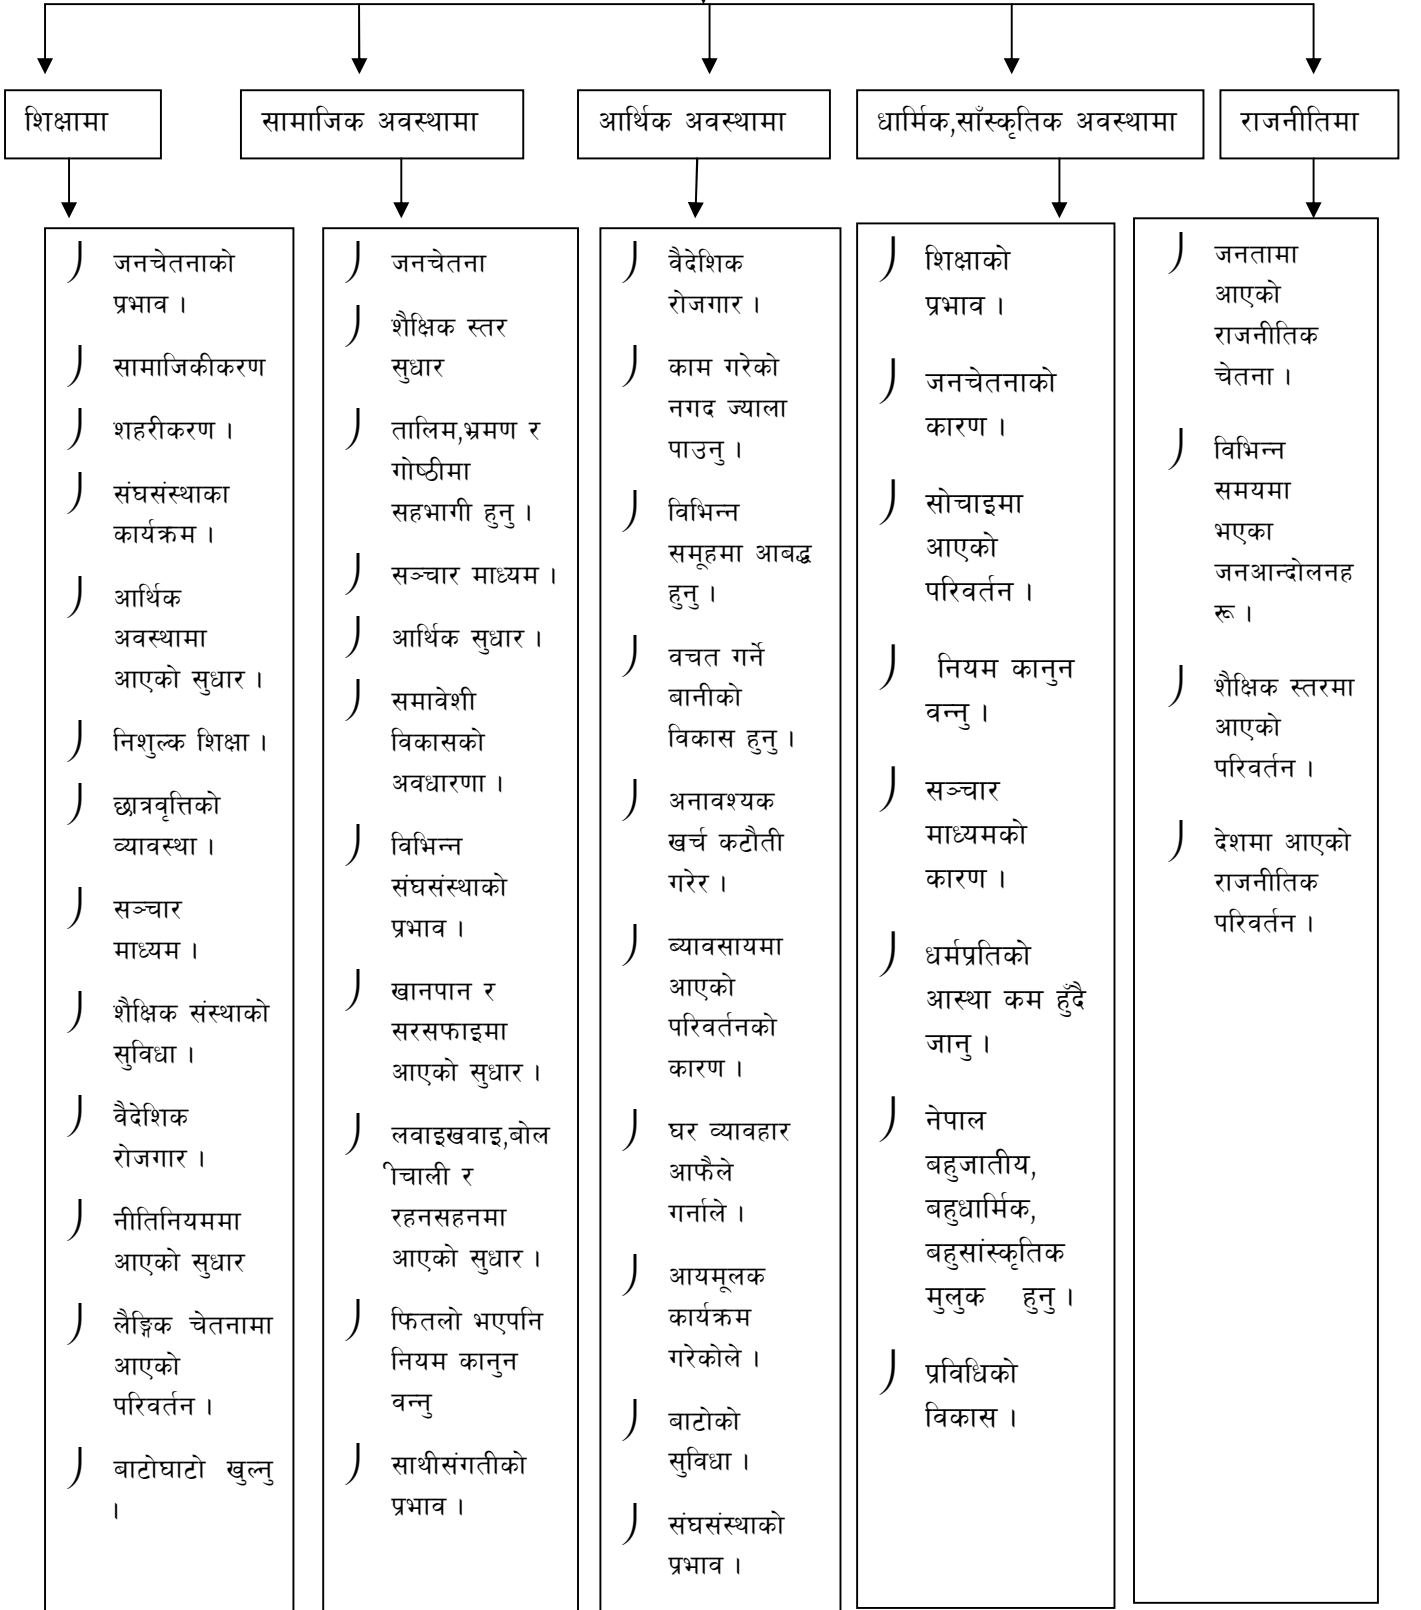 शिक्षामा
सामाजिक अवस्थामा
आर्थिक अवस्थामा
धार्मिक,साँस्कृतिक अवस्थामा
राजनीतिमा
जनचेतनाको
प्रभाव ।
सामाजिकीकरण
शहरीकरण ।
संघसंस्थाका
कार्यक्रम ।
आर्थिक
अवस्थामा
आएको सुधार ।
निशुल्क शिक्षा ।
छात्रवृत्तिको
व्यावस्था ।
सञ्चार
माध्यम ।
शैक्षिक संस्थाको
सुविधा ।
वैदेशिक
रोजगार ।
नीतिनियममा
आएको सुधार
लैङ्गिक चेतनामा
आएको
परिवर्तन ।
बाटोघाटो खुल्नु
।
जनचेतना
शैक्षिक स्तर
सुधार
तालिम,भ्रमण र
गोष्ठीमा
सहभागी हुनु ।
सञ्चार माध्यम ।
आर्थिक सुधार ।
समावेशी
विकासको
अवधारणा ।
विभिन्न
संघसंस्थाको
प्रभाव ।
खानपान र
सरसफाइमा
आएको सुधार ।
लवाइखवाइ,बोल
ीचाली र
रहनसहनमा
आएको सुधार ।
फितलो भएपनि
नियम कानुन
वन्नु
साथीसंगतीको
प्रभाव ।
वैदेशिक
रोजगार ।
काम गरेको
नगद ज्याला
पाउनु ।
विभिन्न
समूहमा आबद्ध
हुनु ।
वचत गर्ने
बानीको
विकास हुनु ।
अनावश्यक
खर्च कटौती
गरेर ।
ब्यावसायमा
आएको
परिवर्तनको
कारण ।
घर व्यावहार
आफैले
गर्नाले ।
आयमूलक
कार्यक्रम
गरेकोले ।
बाटोको
सुविधा ।
संघसंस्थाको
प्रभाव ।
शिक्षाको
प्रभाव ।
जनचेतनाको
कारण ।
सोचाइमा
आएको
परिवर्तन ।
नियम कानुन
वन्नु ।
सञ्चार
माध्यमको
कारण ।
धर्मप्रतिको
आस्था कम हुँदै
जानु ।
नेपाल
बहुजातीय,
बहुधार्मिक,
बहुसांस्कृतिक
मुलुक हुनु ।
प्रविधिको
विकास ।
जनतामा
आएको
राजनीतिक
चेतना ।
विभिन्न
समयमा
भएका
जनआन्दोलनह
रू ।
शैक्षिक स्तरमा
आएको
परिवर्तन ।
देशमा आएको
राजनीतिक
परिवर्तन ।